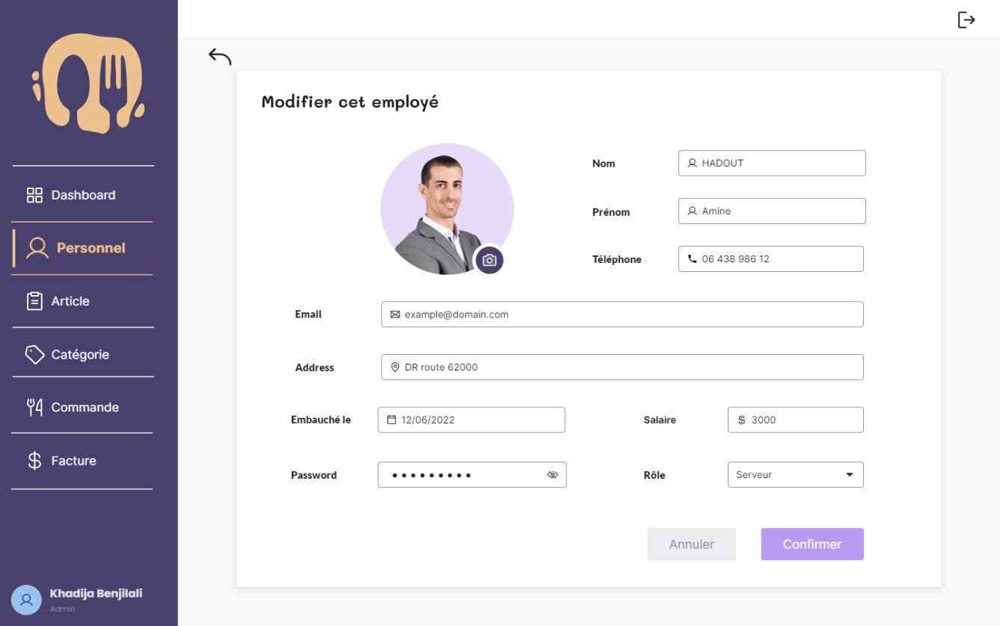 Dashboard
Personnel
Article
Catégorie
Commande
Facture
Khadija Benjilali
Admin
Modifier cet employé
Nom
HADOUT
Prénom
Amine
Téléphone
06 438 986 12
Email
example@domain.com
Address
DR route 62000
Embauché le
12/06/2022
Salaire
$ 3000
Password
•••••••••
Rôle
Serveur
Annuler
Confirmer